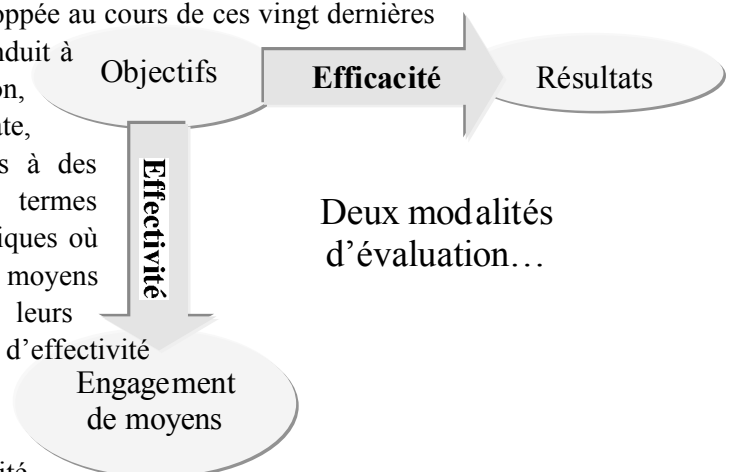 oppée au cours de ces vingt dernières
nduit à
on,
ate,
s à des
termes
iques où
moyens
leurs
d’effectivité
ité
Objectifs
Efficacité
Résultats
Effectivité
Deux modalités
d’évaluation…
Engagement
de moyens